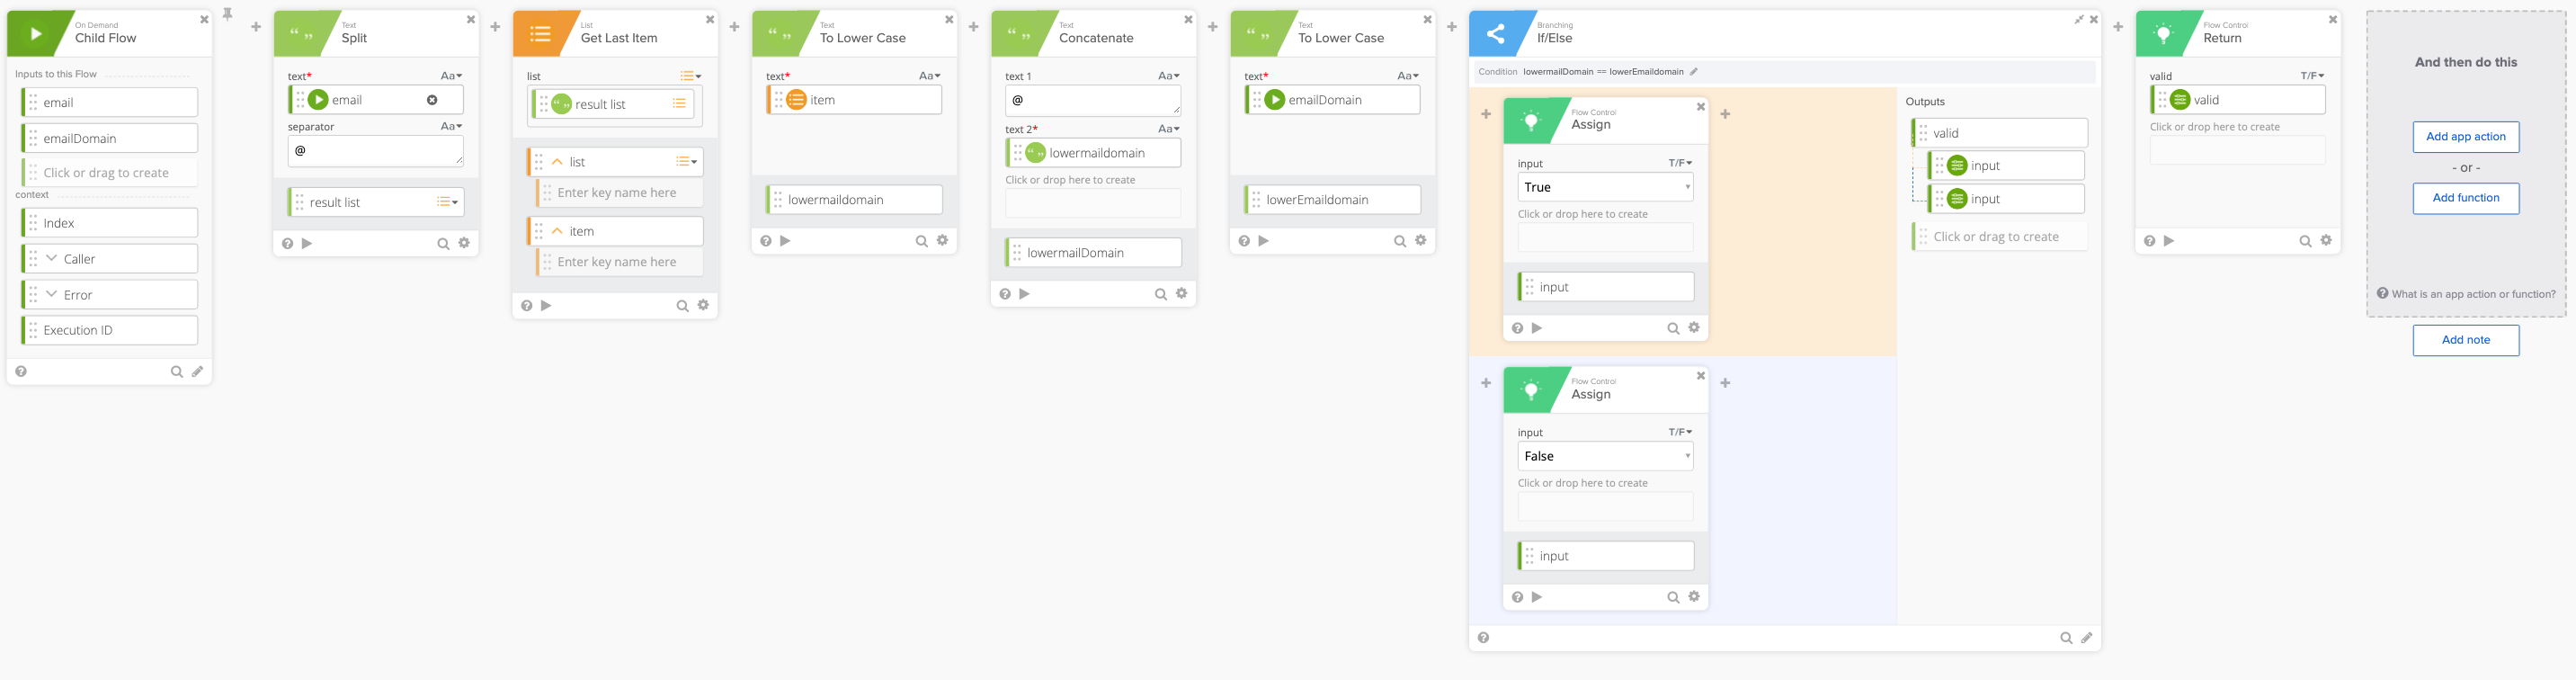 On Demand
Child Flow
Inputs to this Flow
email
emailDomain
Click or drag to create
context
Index
Caller
Error
Execution ID
Text
Split
text*
Aa
email
separator
Aa
@
result list
List
Get Last Item
list
result list
list
Enter key name here
item
Enter key name here
Text
To Lower Case
text*
Aa
item
lowermaildomain
Text
Concatenate
text 1
Aa
@
text 2*
Aa
lowermaildomain
Click or drop here to create
lowermailDomain
Text
To Lower Case
text*
Aa
emailDomain
lowerEmaildomain
Branching
If/Else
Condition lowermailDomain == lowerEmaildomain
Flow Control
Assign
input
T/F
True
Click or drop here to create
input
Flow Control
Assign
input
T/F
False
Click or drop here to create
input
Outputs
valid
input
input
Click or drag to create
Flow Control
Return
valid
T/F
valid
Click or drop here to create
And then do this
Add app action
- or -
Add function
What is an app action or function?
Add note